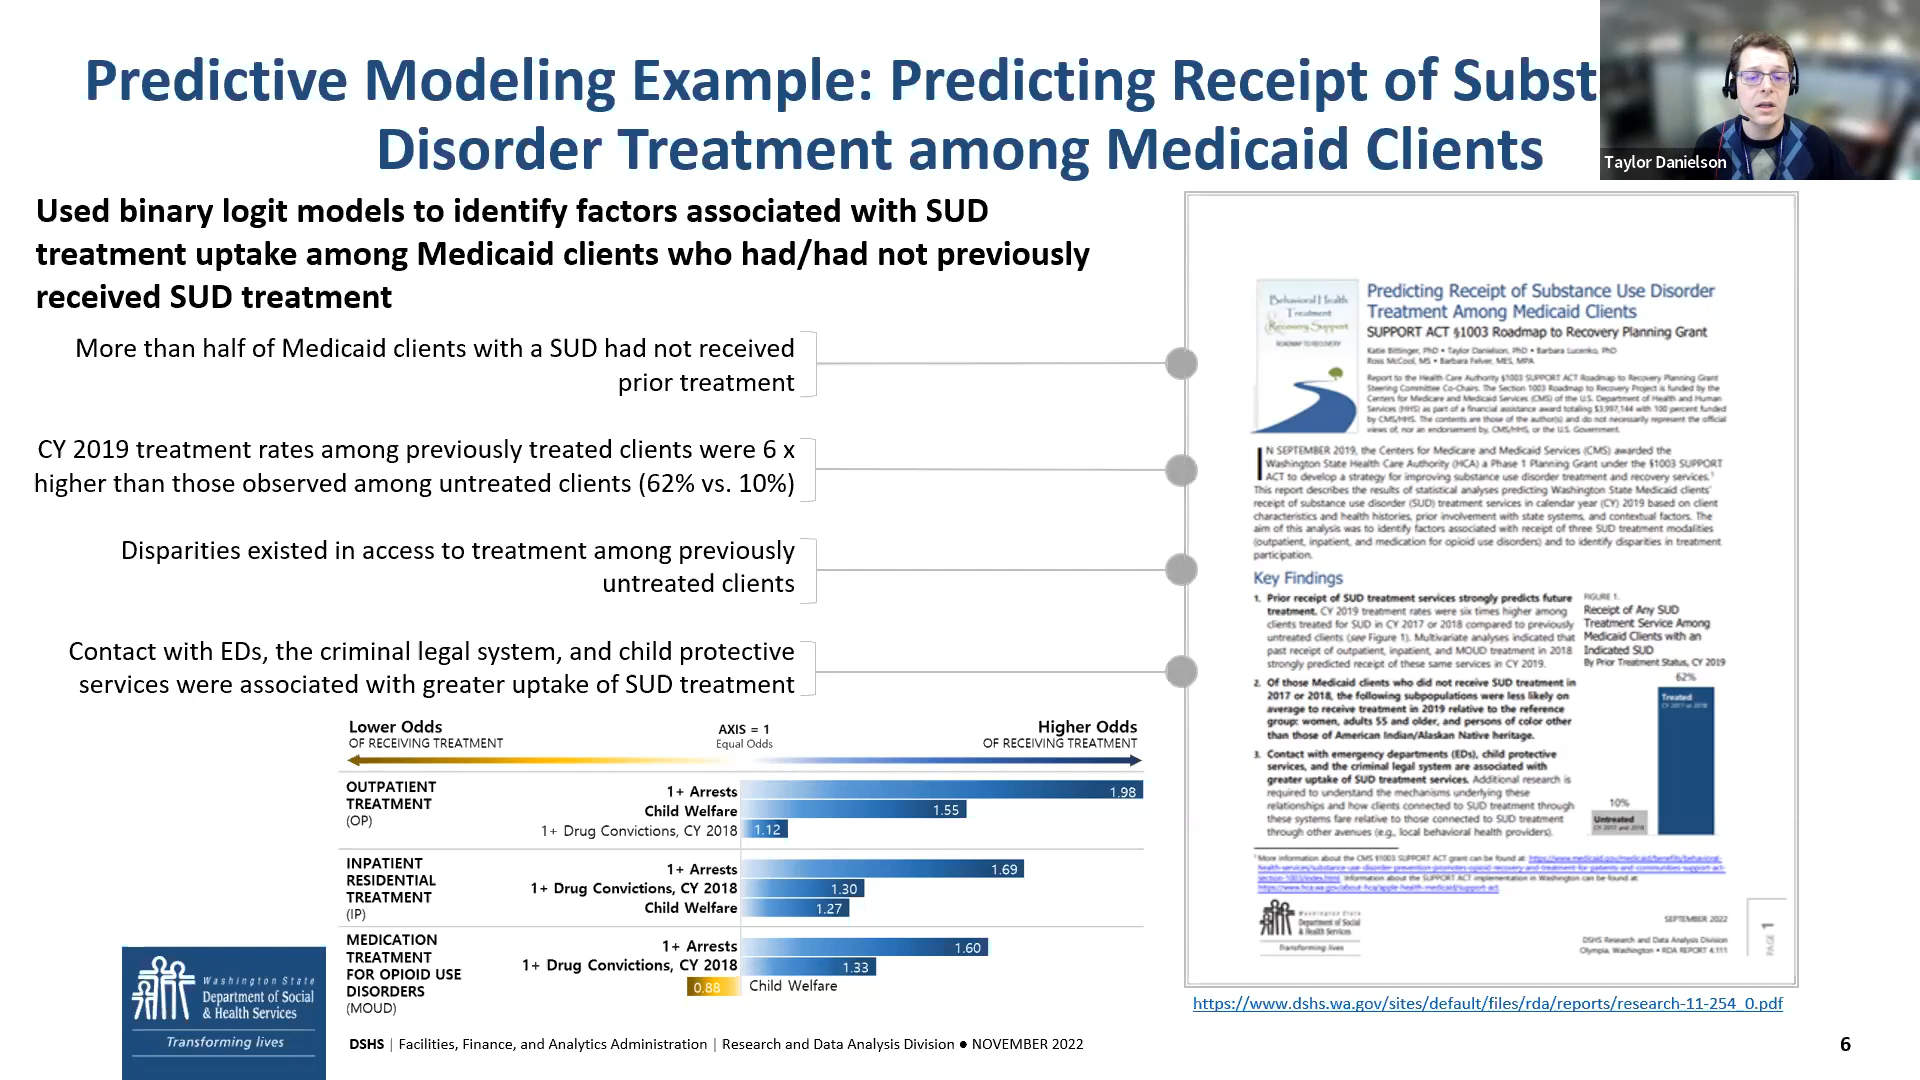 Predictive Modeling Example: Predicting Receipt of Subst
Disorder Treatment among Medicaid Clients
Taylor Danielson
Used binary logit models to identify factors associated with SUD
treatment uptake among Medicaid clients who had/had not previously
received SUD treatment
More than half of Medicaid clients with a SUD had not received
prior treatment
CY 2019 treatment rates among previously treated clients were 6 x
higher than those observed among untreated clients (62% vs. 10%)
Disparities existed in access to treatment among previously
untreated clients
Contact with EDs, the criminal legal system, and child protective
services were associated with greater uptake of SUD treatment
Lower Odds
OF RECEIVING TREATMENT
AXIS = 1
Equal Odds
Higher Odds
OF RECEIVING TREATMENT
OUTPATIENT
TREATMENT
(OP)
1+ Arrests 1.98
Child Welfare 1.55
1+ Drug Convictions, CY 2018 1.12
INPATIENT
RESIDENTIAL
TREATMENT
(IP)
1+ Arrests 1.69
1+ Drug Convictions, CY 2018 1.30
Child Welfare 1.27
MEDICATION
TREATMENT
FOR OPIOID USE
DISORDERS
(MOUD)
1+ Arrests 1.60
1+ Drug Convictions, CY 2018 1.33
0.88 Child Welfare
Behavioral Health
Treatment
& Recovery Support
ROADMAP TO RECOVERY
Predicting Receipt of Substance Use Disorder
Treatment Among Medicaid Clients
SUPPORT ACT §1003 Roadmap to Recovery Planning Grant
Katie Bittinger, PhD • Taylor Danielson, PhD • Barbara Lucenko, PhD
Ross McCool, MS • Barbara Felver, MES, MPA
Report to the Health Care Authority §1003 SUPPORT ACT Roadmap to Recovery Planning Grant
Steering Committee Co-Chairs. The Section 1003 Roadmap to Recovery Project is funded by the
Centers for Medicare and Medicaid Services (CMS) of the U.S. Department of Health and Human
Services (HHS) as part of a financial assistance award totaling $3,997,144 with 100 percent funded
by CMS/HHS. The contents are those of the author(s) and do not necessarily represent the official
views of, nor an endorsement by, CMS/HHS, or the U.S. Government.
IN SEPTEMBER 2019, the Centers for Medicare and Medicaid Services (CMS) awarded the
Washington State Health Care Authority (HCA) a Phase 1 Planning Grant under the §1003 SUPPORT
ACT to develop a strategy for improving substance use disorder treatment and recovery services.¹
This report describes the results of statistical analyses predicting Washington State Medicaid clients'
receipt of substance use disorder (SUD) treatment services in calendar year (CY) 2019 based on client
characteristics and health histories, prior involvement with state systems, and contextual factors. The
aim of this analysis was to identify factors associated with receipt of three SUD treatment modalities
(outpatient, inpatient, and medication for opioid use disorders) and to identify disparities in treatment
participation.
Key Findings
1. Prior receipt of SUD treatment services strongly predicts future
treatment. CY 2019 treatment rates were six times higher among
clients treated for SUD in CY 2017 or 2018 compared to previously
untreated clients (see Figure 1). Multivariate analyses indicated that
past receipt of outpatient, inpatient, and MOUD treatment in 2018
strongly predicted receipt of these same services in CY 2019.
2. Of those Medicaid clients who did not receive SUD treatment in
2017 or 2018, the following subpopulations were less likely on
average to receive treatment in 2019 relative to the reference
group: women, adults 55 and older, and persons of color other
than those of American Indian/Alaskan Native heritage.
3. Contact with emergency departments (EDs), child protective
services, and the criminal legal system are associated with
greater uptake of SUD treatment services. Additional research is
required to understand the mechanisms underlying these
relationships and how clients connected to SUD treatment through
these systems fare relative to those connected to SUD treatment
through other avenues (e.g., local behavioral health providers).
FIGURE 1.
Receipt of Any SUD
Treatment Service Among
Medicaid Clients with an
Indicated SUD
By Prior Treatment Status, CY 2019
62%
Treated
CY 2017 or 2018
10%
Untreated
CY 2017 and 2018
¹ More information about the CMS §1003 SUPPORT ACT grant can be found at:
Information about the SUPPORT ACT implementation in Washington can be found at:
https://www.hca.wa.gov/about-hca/apple-health-medicaid/support-act.
Washington State
Department of Social
& Health Services
Transforming lives
SEPTEMBER 2022
DSHS Research and Data Analysis Division
Olympia, Washington • RDA REPORT 4.111
PAGE 1
https://www.dshs.wa.gov/sites/default/files/rda/reports/research-11-254_0.pdf
Washington State
Department of Social
& Health Services
Transforming lives
DSHS | Facilities, Finance, and Analytics Administration | Research and Data Analysis Division ● NOVEMBER 2022
6